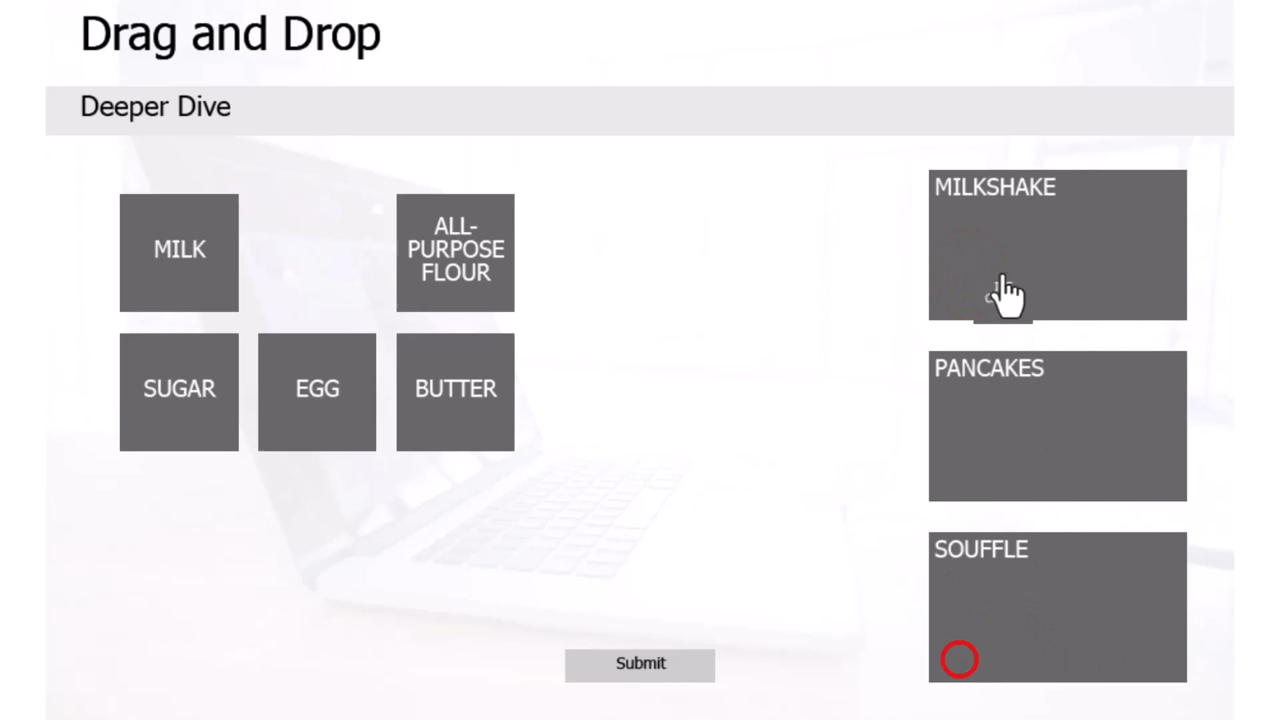 Drag and Drop
Deeper Dive
MILK
ALL-
PURPOSE
FLOUR
SUGAR
EGG
BUTTER
MILKSHAKE
PANCAKES
SOUFFLE
Submit